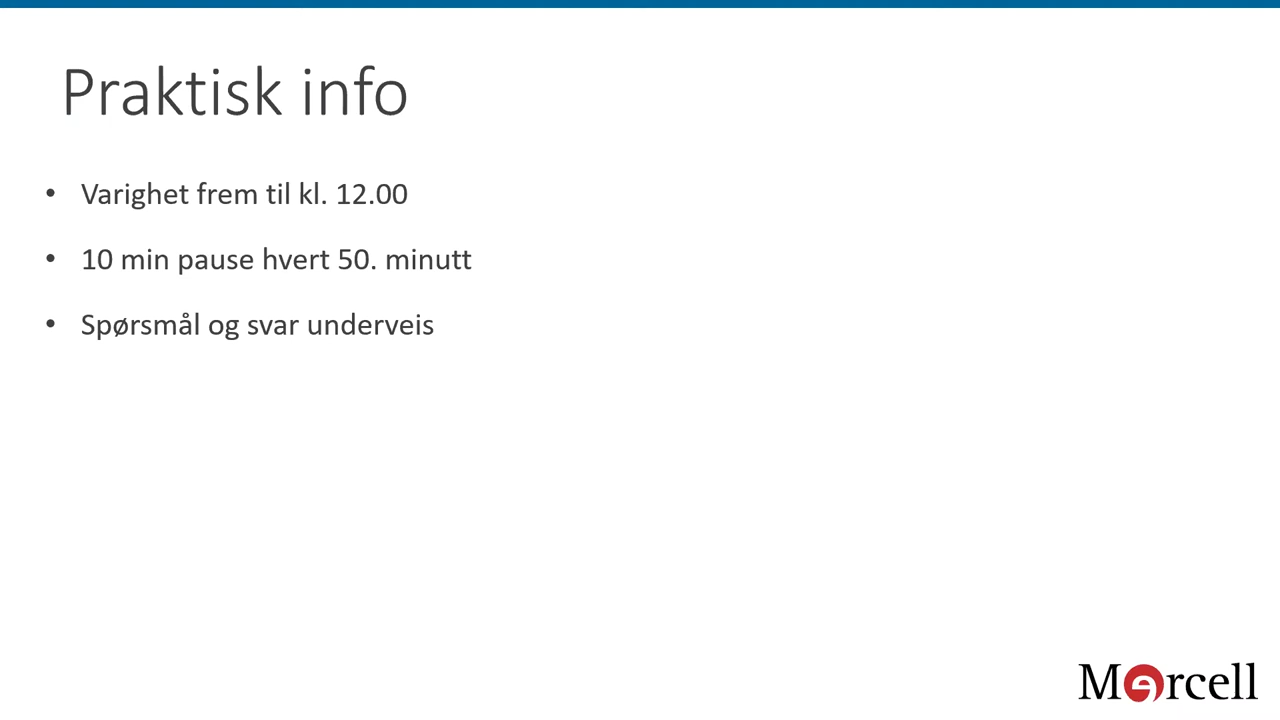 Praktisk info
• Varighet frem til kl. 12.00
• 10 min pause hvert 50. minutt
• Spørsmål og svar underveis
Mercell